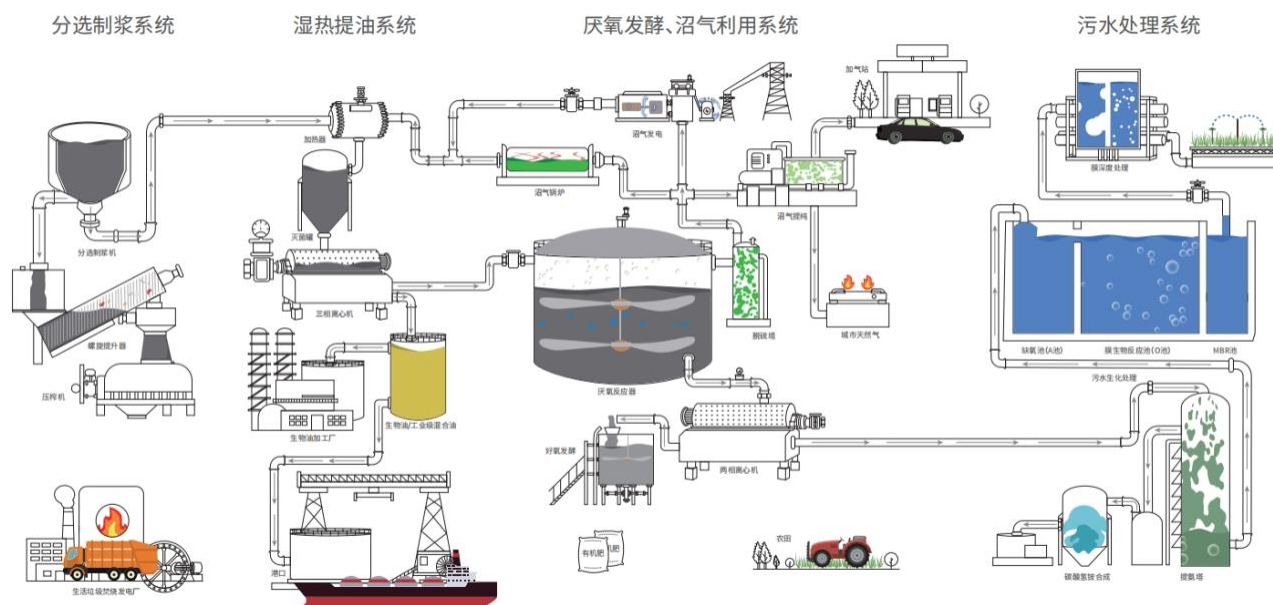 分选制浆系统
湿热提油系统
厌氧发酵、沼气利用系统
污水处理系统
加气站
加热器
沼气发电
膜深度处理
沼气锅炉
沼气提纯
灭菌罐
分选制浆机
三相离心机
脱硫塔
城市天然气
螺旋提升器
缺氧池(A池)
膜生物反应池(O池)
MBR池
污水生化处理
厌氧反应器
压榨机
生物油加工厂
生物油/工业级混合油
好氧发酵
两相离心机
有机肥
机肥
农田
港口
碳酸氢铵合成
提氨塔
生活垃圾焚烧发电厂